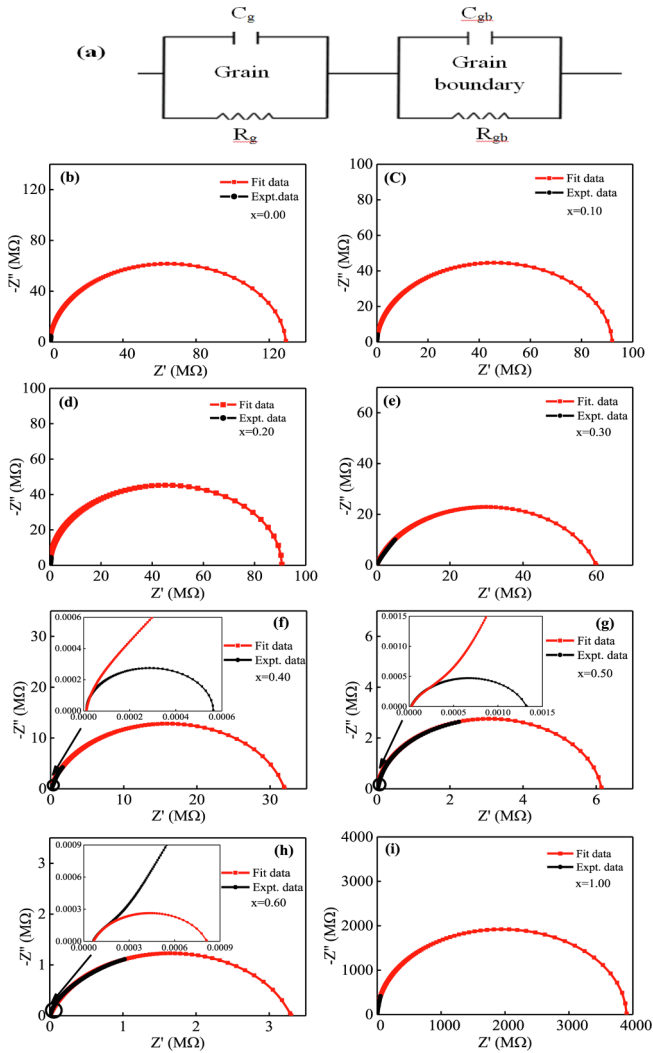 (a)
C_g
Grain
R_g
C_gb
Grain
boundary
R_gb
(b)
Fit data
Expt.data
x=0.00
-Z'' (MΩ)
120
80
40
0
0 40 80 120
Z' (MΩ)
(C)
Fit data
Expt. data
x=0.10
-Z'' (MΩ)
100
80
60
40
20
0
0 20 40 60 80 100
Z' (MΩ)
(d)
Fit data
Expt. data
x=0.20
-Z'' (MΩ)
100
80
60
40
20
0
0 20 40 60 80 100
Z' (MΩ)
(e)
Fit. data
Expt. data
x=0.30
-Z'' (MΩ)
60
40
20
0
0 20 40 60
Z' (MΩ)
(f)
Fit data
Expt. data
x=0.40
-Z'' (MΩ)
30
20
10
0
0 10 20 30
Z' (MΩ)
0.0006
0.0004
0.0002
0.0000
0.0000 0.0002 0.0004 0.0006
(g)
Fit data
Expt. data
x=0.50
-Z'' (MΩ)
6
4
2
0
0 2 4 6
Z' (MΩ)
0.0015
0.0010
0.0005
0.0000
0.0000 0.0005 0.0010 0.0015
(h)
Fit data
Expt. data
x=0.60
-Z'' (MΩ)
3
2
1
0
0 1 2 3
Z' (MΩ)
0.0009
0.0006
0.0003
0.0000
0.0000 0.0003 0.0006 0.0009
(i)
Fit data
Expt. data
x=1.00
-Z'' (MΩ)
4000
3000
2000
1000
0
0 1000 2000 3000 4000
Z' (MΩ)